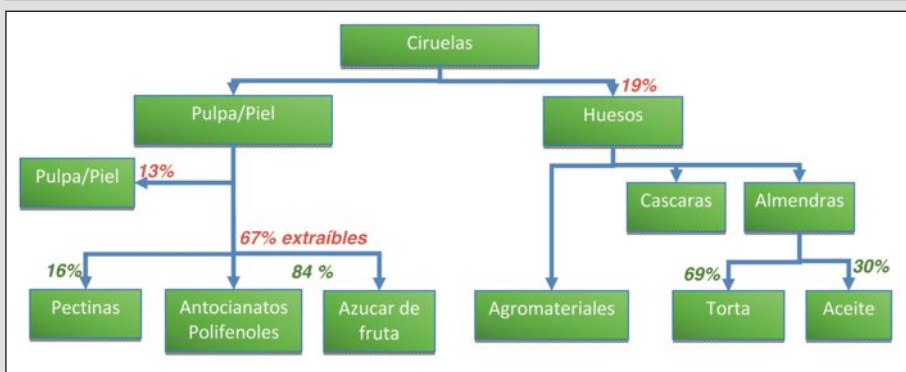 Ciruelas
19%
Pulpa/Piel
Huesos
Pulpa/Piel
13%
Cascaras
Almendras
67% extraíbles
16%
84 %
69%
30%
Pectinas
Antocianatos
Polifenoles
Azucar de
fruta
Agromateriales
Torta
Aceite